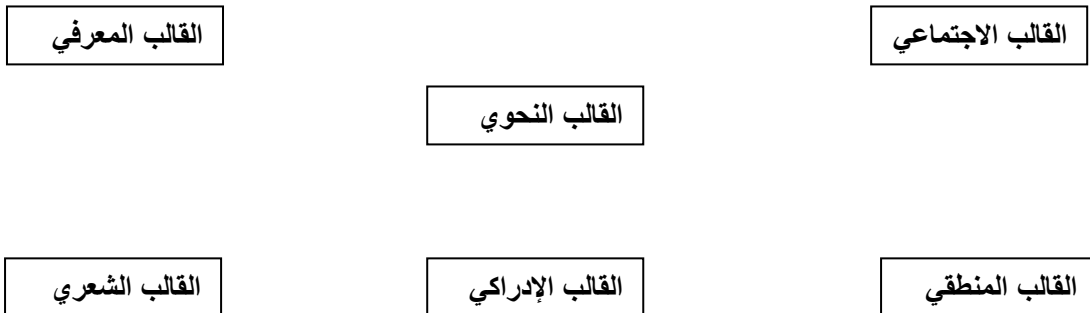 القالب الاجتماعي
القالب المعرفي
القالب النحوي
القالب المنطقي
القالب الإدراكي
القالب الشعري